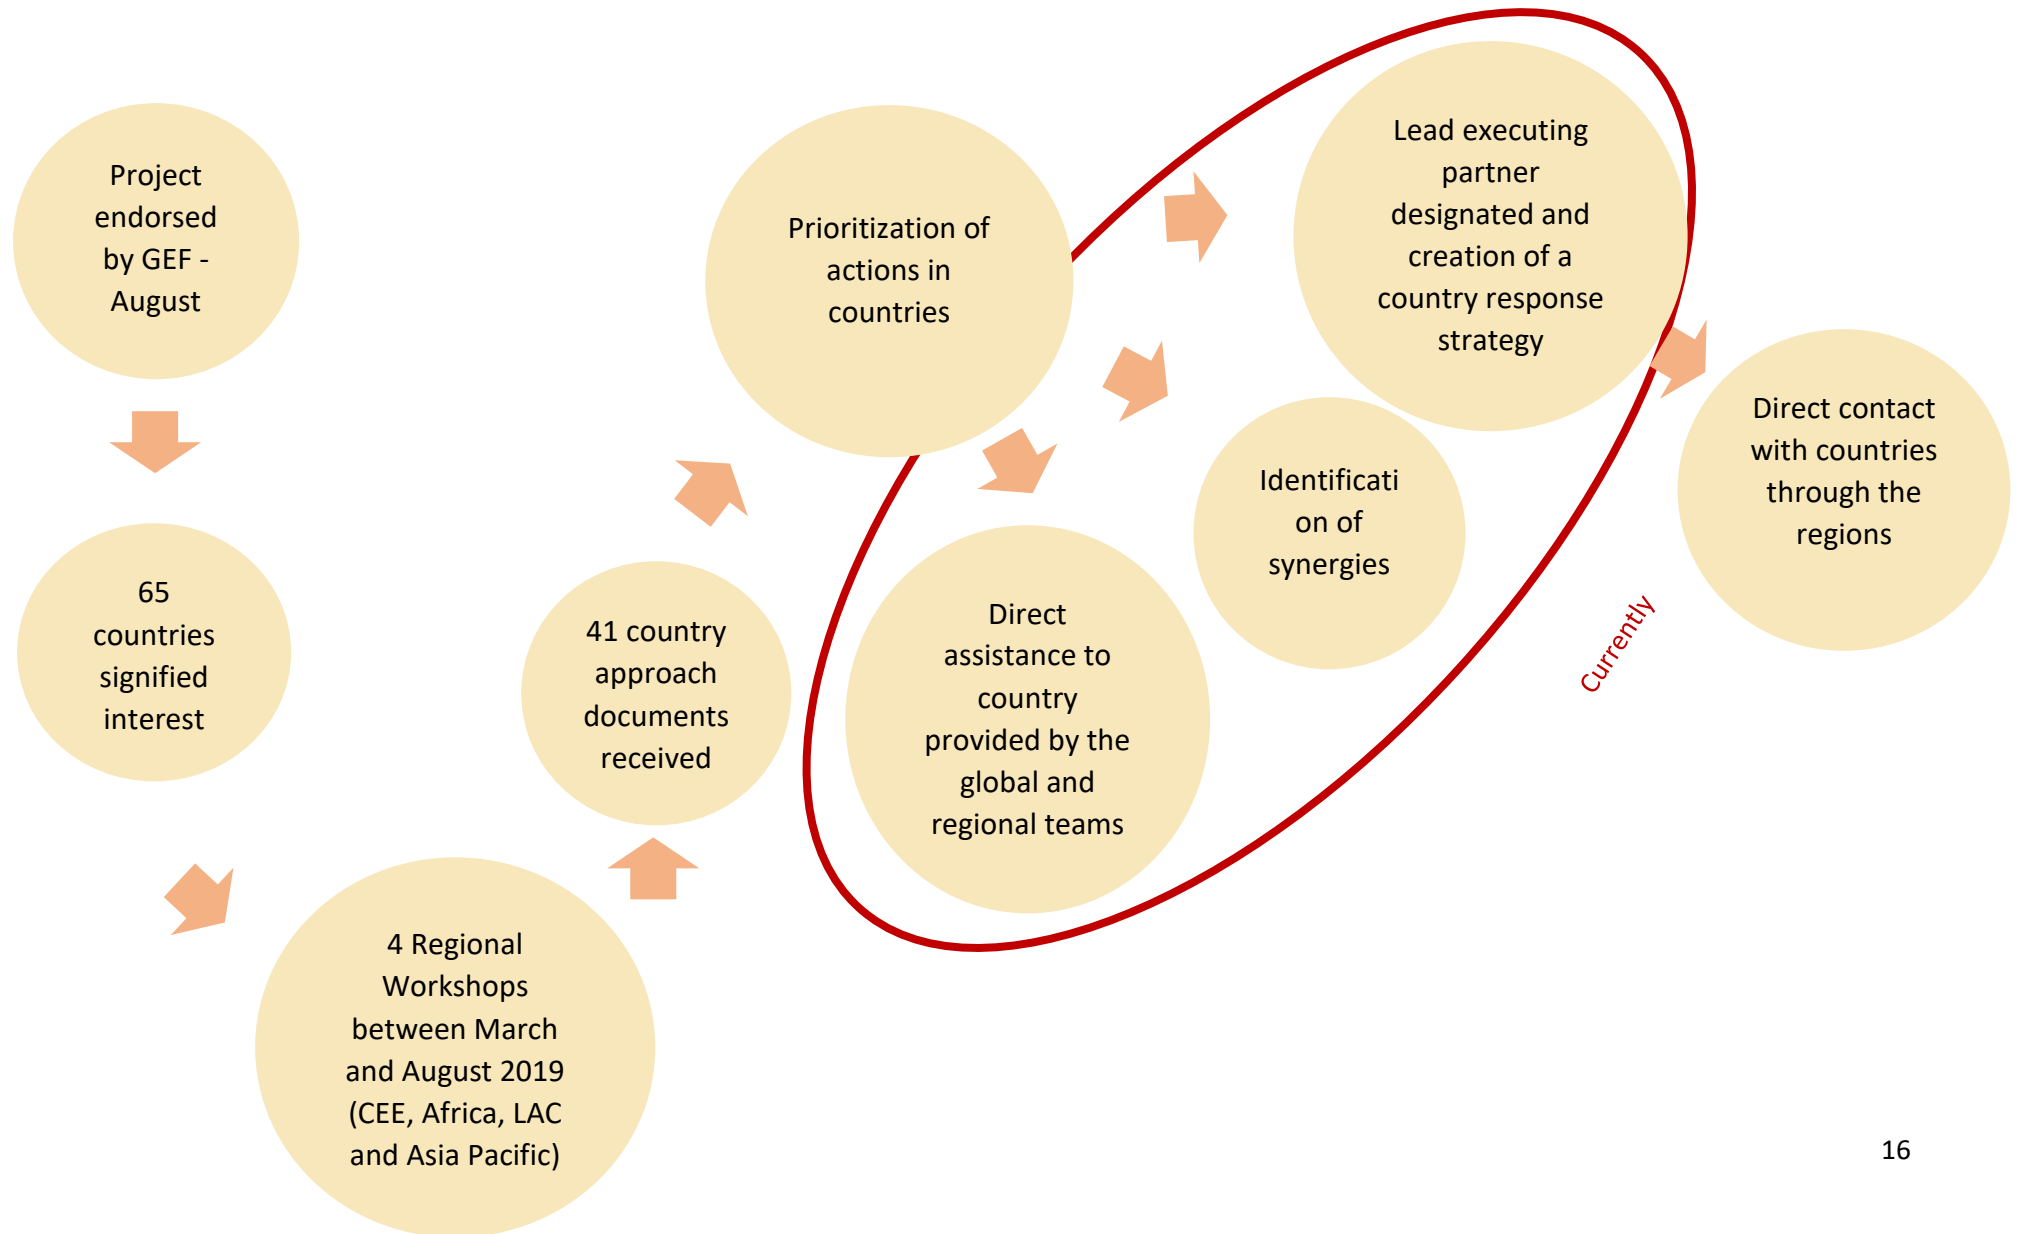 Project
endorsed
by GEF -
August
65
countries
signified
interest
4 Regional
Workshops
between March
and August 2019
(CEE, Africa, LAC
and Asia Pacific)
41 country
approach
documents
received
Prioritization of
actions in
countries
Direct
assistance to
country
provided by the
global and
regional teams
Identificati
on of
synergies
Lead executing
partner
designated and
creation of a
country response
strategy
Direct contact
with countries
through the
regions
Currently
16